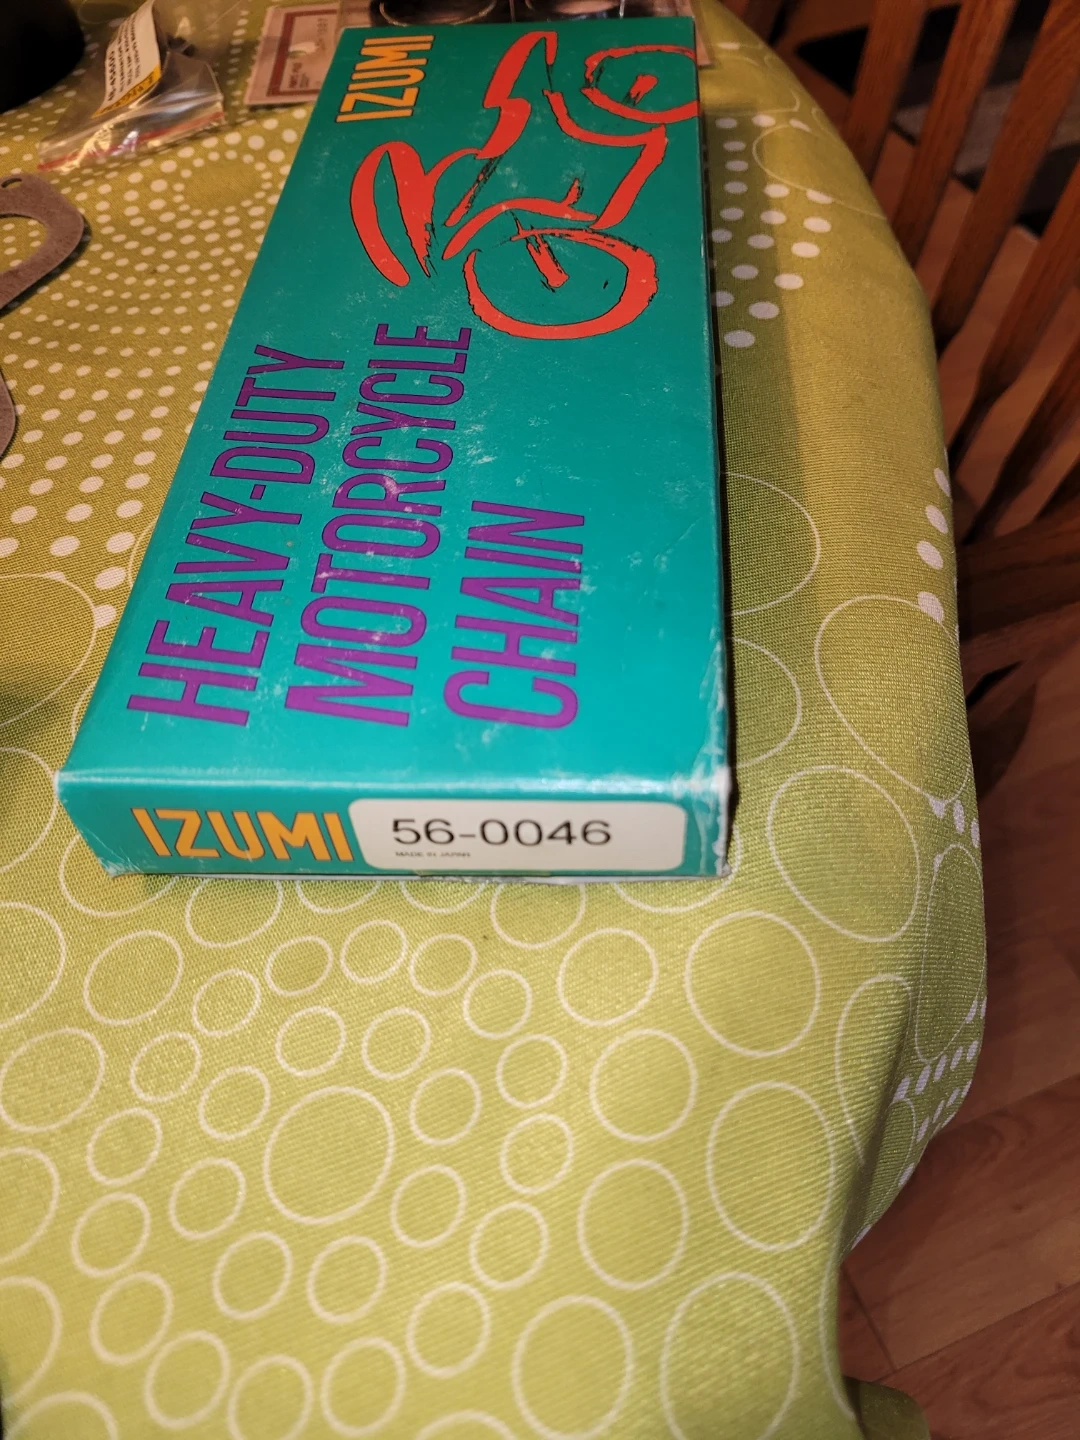 IZUMI
HEAVY-DUTY
MOTORCYCLE
CHAIN
IZUMI
56-0046
MADE IN JAPAN